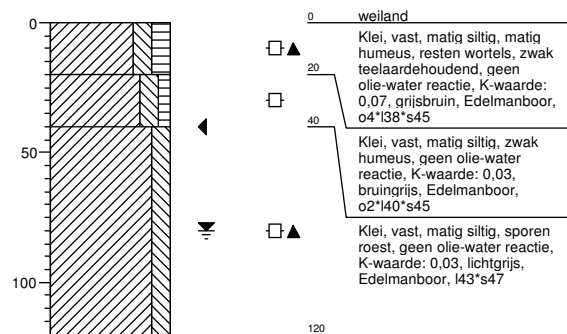 0
50
100
0
weiland
Klei, vast, matig siltig, matig
humeus, resten wortels, zwak
teelaardehoudend, geen
olie-water reactie, K-waarde:
0,07, grijsbruin, Edelmanboor,
o4*l38*s45
20
40
Klei, vast, matig siltig, zwak
humeus, geen olie-water
reactie, K-waarde: 0,03,
bruingrijs, Edelmanboor,
o2*l40*s45
Klei, vast, matig siltig, sporen
roest, geen olie-water reactie,
K-waarde: 0,03, lichtgrijs,
Edelmanboor, l43*s47
120